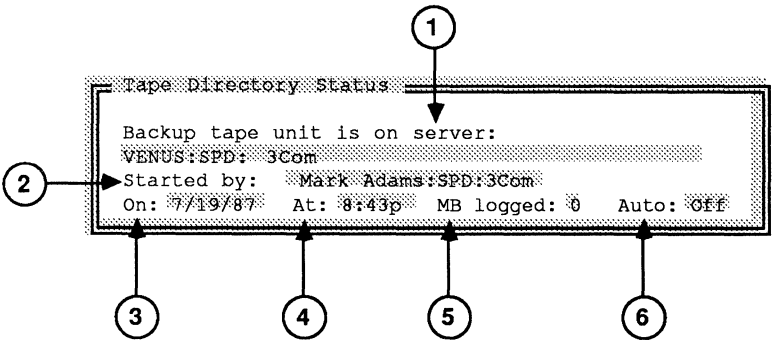 1
Tape Directory Status
Backup tape unit is on server:
VENUS:SPD: 3Com
2
Started by: Mark Adams:SPD:3Com
On: 7/19/87 At: 8:43p MB logged: 0 Auto: Off
3 4 5 6